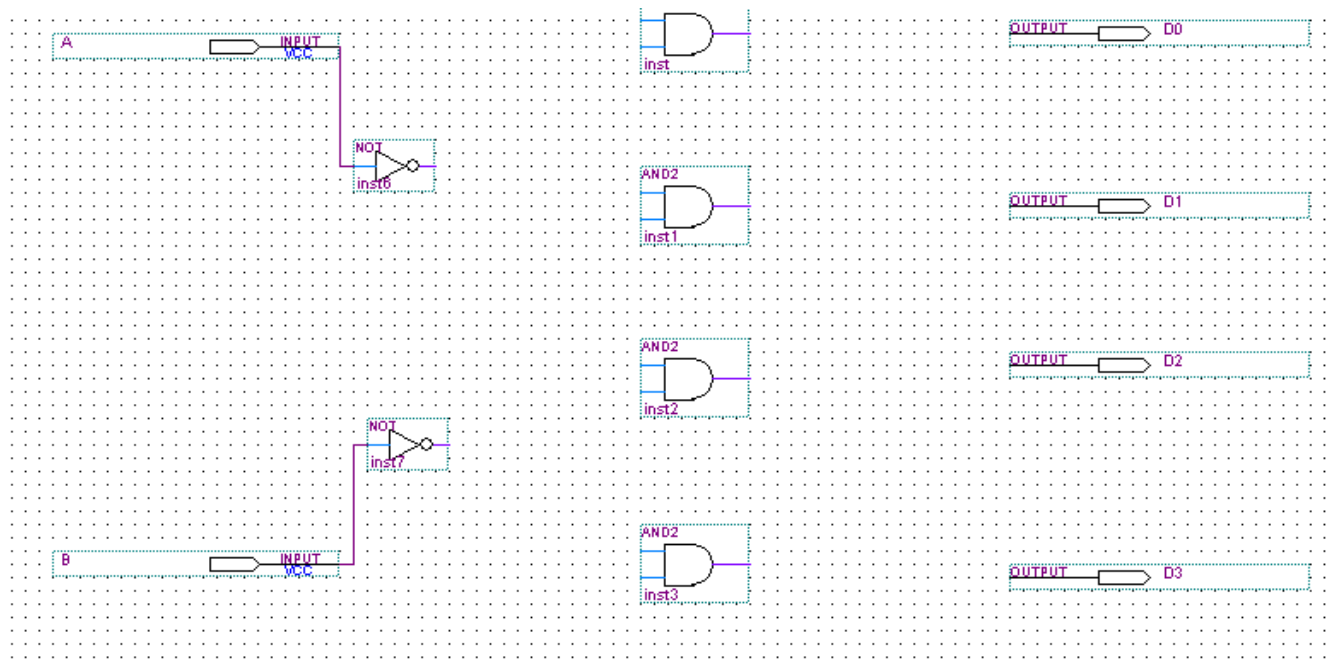 A
INPUT
VCC
inst
OUTPUT
D0
NOT
inst6
AND2
inst1
OUTPUT
D1
AND2
inst2
OUTPUT
D2
NOT
inst7
B
INPUT
VCC
AND2
inst3
OUTPUT
D3